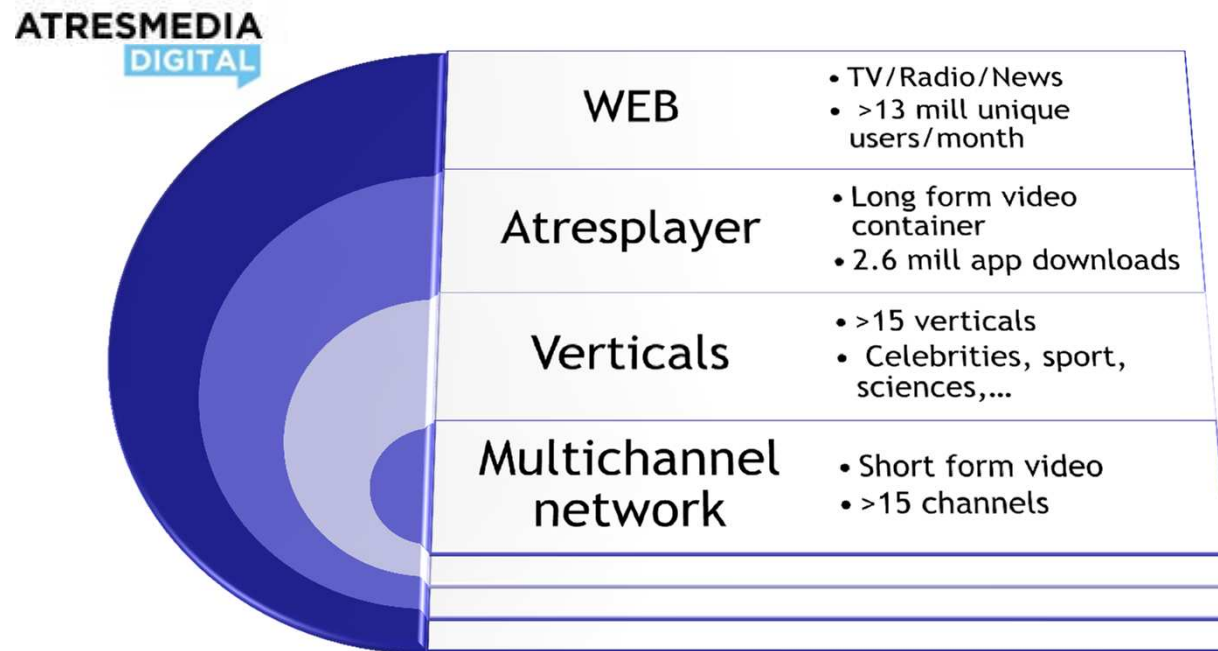 ATRESMEDIA
DIGITAL
WEB
• TV/Radio/News
• >13 mill unique
users/month
Atresplayer
• Long form video
container
• 2.6 mill app downloads
Verticals
• >15 verticals
• Celebrities, sport,
sciences,...
Multichannel
network
• Short form video
• >15 channels